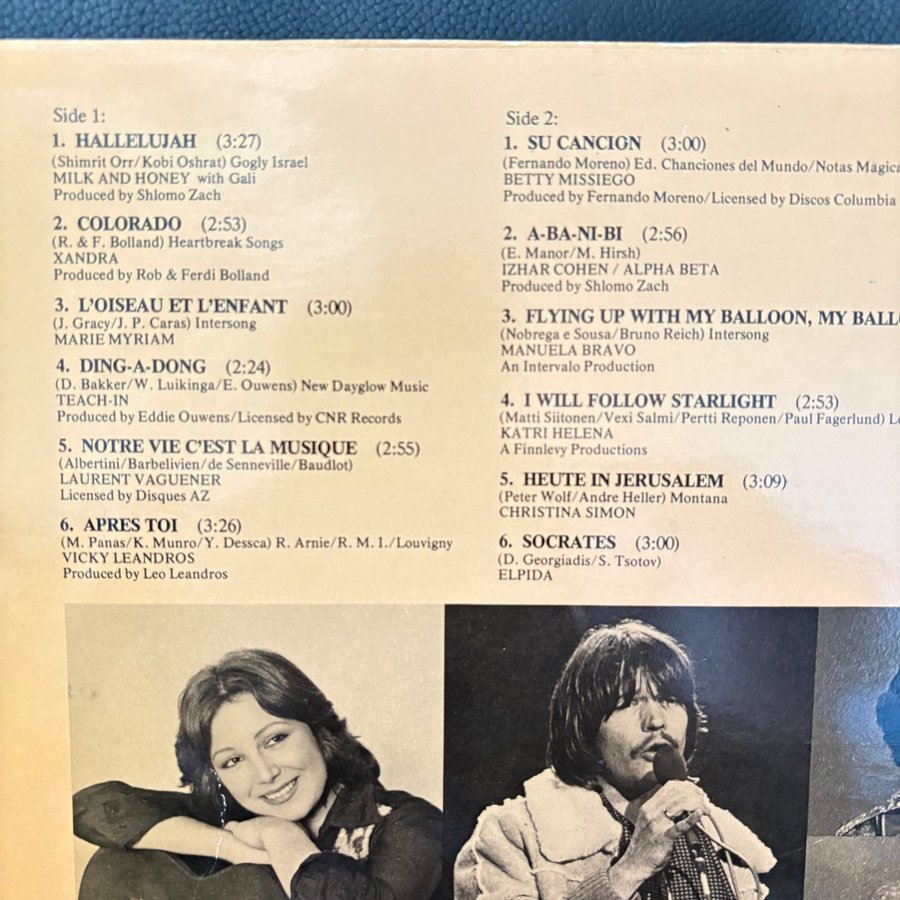 Side 1:
1. HALLELUJAH (3:27)
(Shimrit Orr/Kobi Oshrat) Gogly Israel
MILK AND HONEY with Gali
Produced by Shlomo Zach
2. COLORADO (2:53)
(R. & F. Bolland) Heartbreak Songs
XANDRA
Produced by Rob & Ferdi Bolland
3. L'OISEAU ET L'ENFANT (3:00)
(J. Gracy/J. P. Caras) Intersong
MARIE MYRIAM
4. DING-A-DONG (2:24)
(D. Bakker/W. Luikinga/E. Ouwens) New Dayglow Music
TEACH-IN
Produced by Eddie Ouwens/Licensed by CNR Records
5. NOTRE VIE C'EST LA MUSIQUE (2:55)
(Albertini/Barbelivien/de Senneville/Baudlot)
LAURENT VAGUENER
Licensed by Disques AZ
6. APRES TOI (3:26)
(M. Panas/K. Munro/Y. Dessca) R. Arnie/R. M. I./Louvigny
VICKY LEANDROS
Produced by Leo Leandros
Side 2:
1. SU CANCION (3:00)
(Fernando Moreno) Ed. Chanciones del Mundo/Notas Magica
BETTY MISSIEGO
Produced by Fernando Moreno/Licensed by Discos Columbia
2. A-BA-NI-BI (2:56)
(E. Manor/M. Hirsh)
IZHAR COHEN / ALPHA BETA
Produced by Shlomo Zach
3. FLYING UP WITH MY BALLOON, MY BALL
(Nobrega e Sousa/Bruno Reich) Intersong
MANUELA BRAVO
An Intervalo Production
4. I WILL FOLLOW STARLIGHT (2:53)
(Matti Siitonen/Vexi Salmi/Pertti Reponen/Paul Fagerlund) L
KATRI HELENA
A Finnlevy Productions
5. HEUTE IN JERUSALEM (3:09)
(Peter Wolf/Andre Heller) Montana
CHRISTINA SIMON
6. SOCRATES (3:00)
(D. Georgiadis/S. Tsotov)
ELPIDA